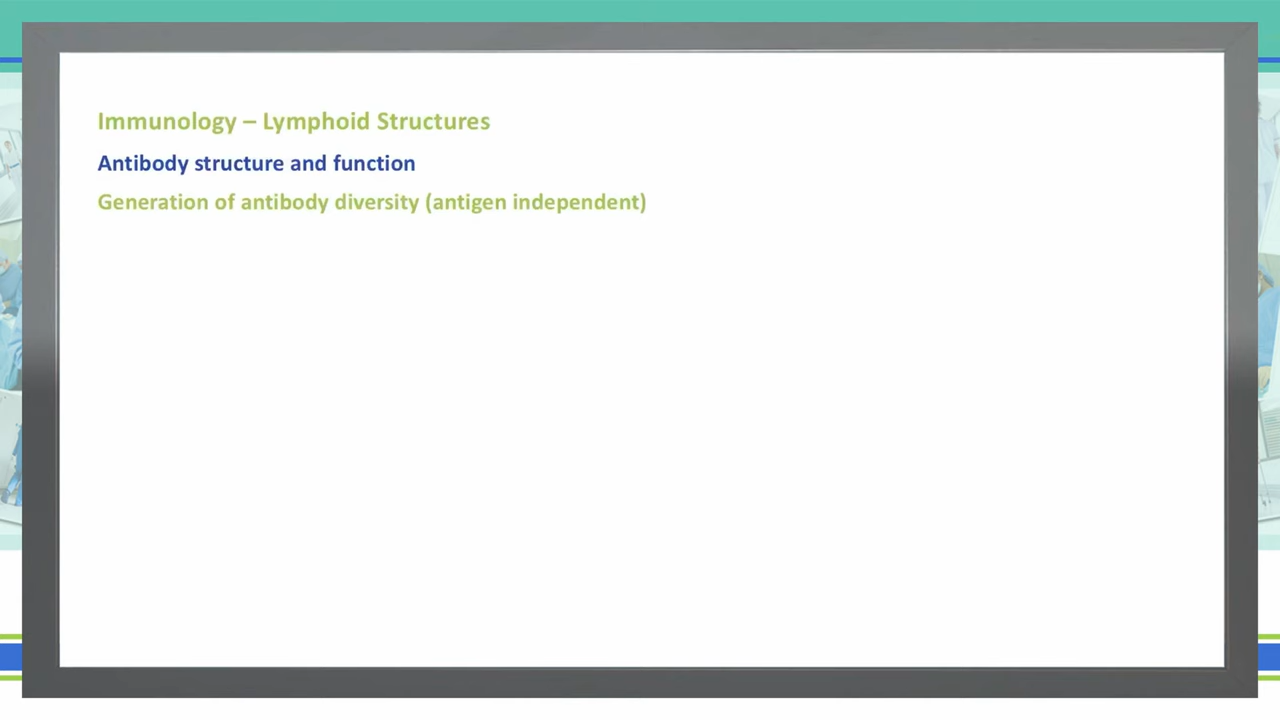 Immunology – Lymphoid Structures
Antibody structure and function
Generation of antibody diversity (antigen independent)